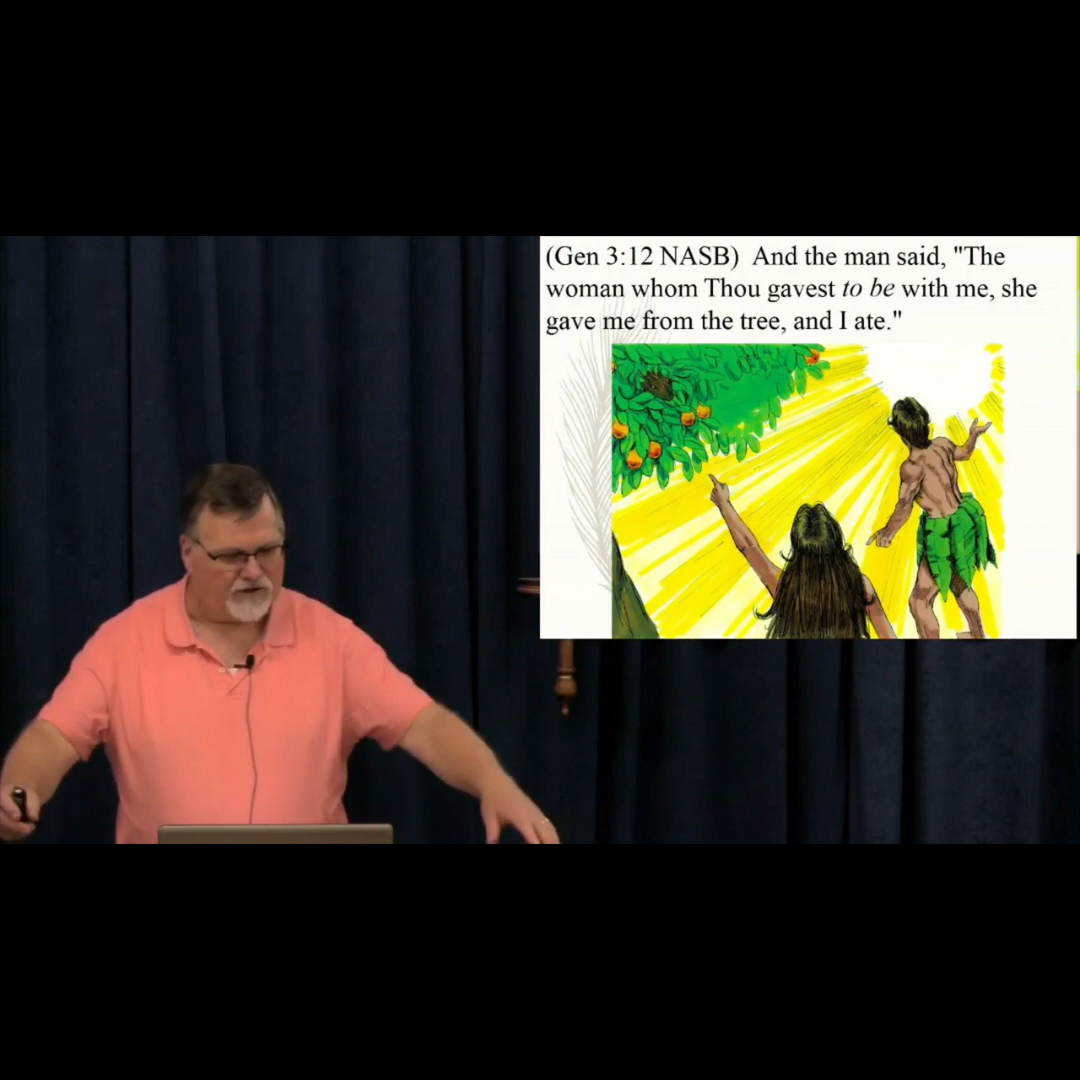 (Gen 3:12 NASB) And the man said, "The
woman whom Thou gavest to be with me, she
gave me from the tree, and I ate."